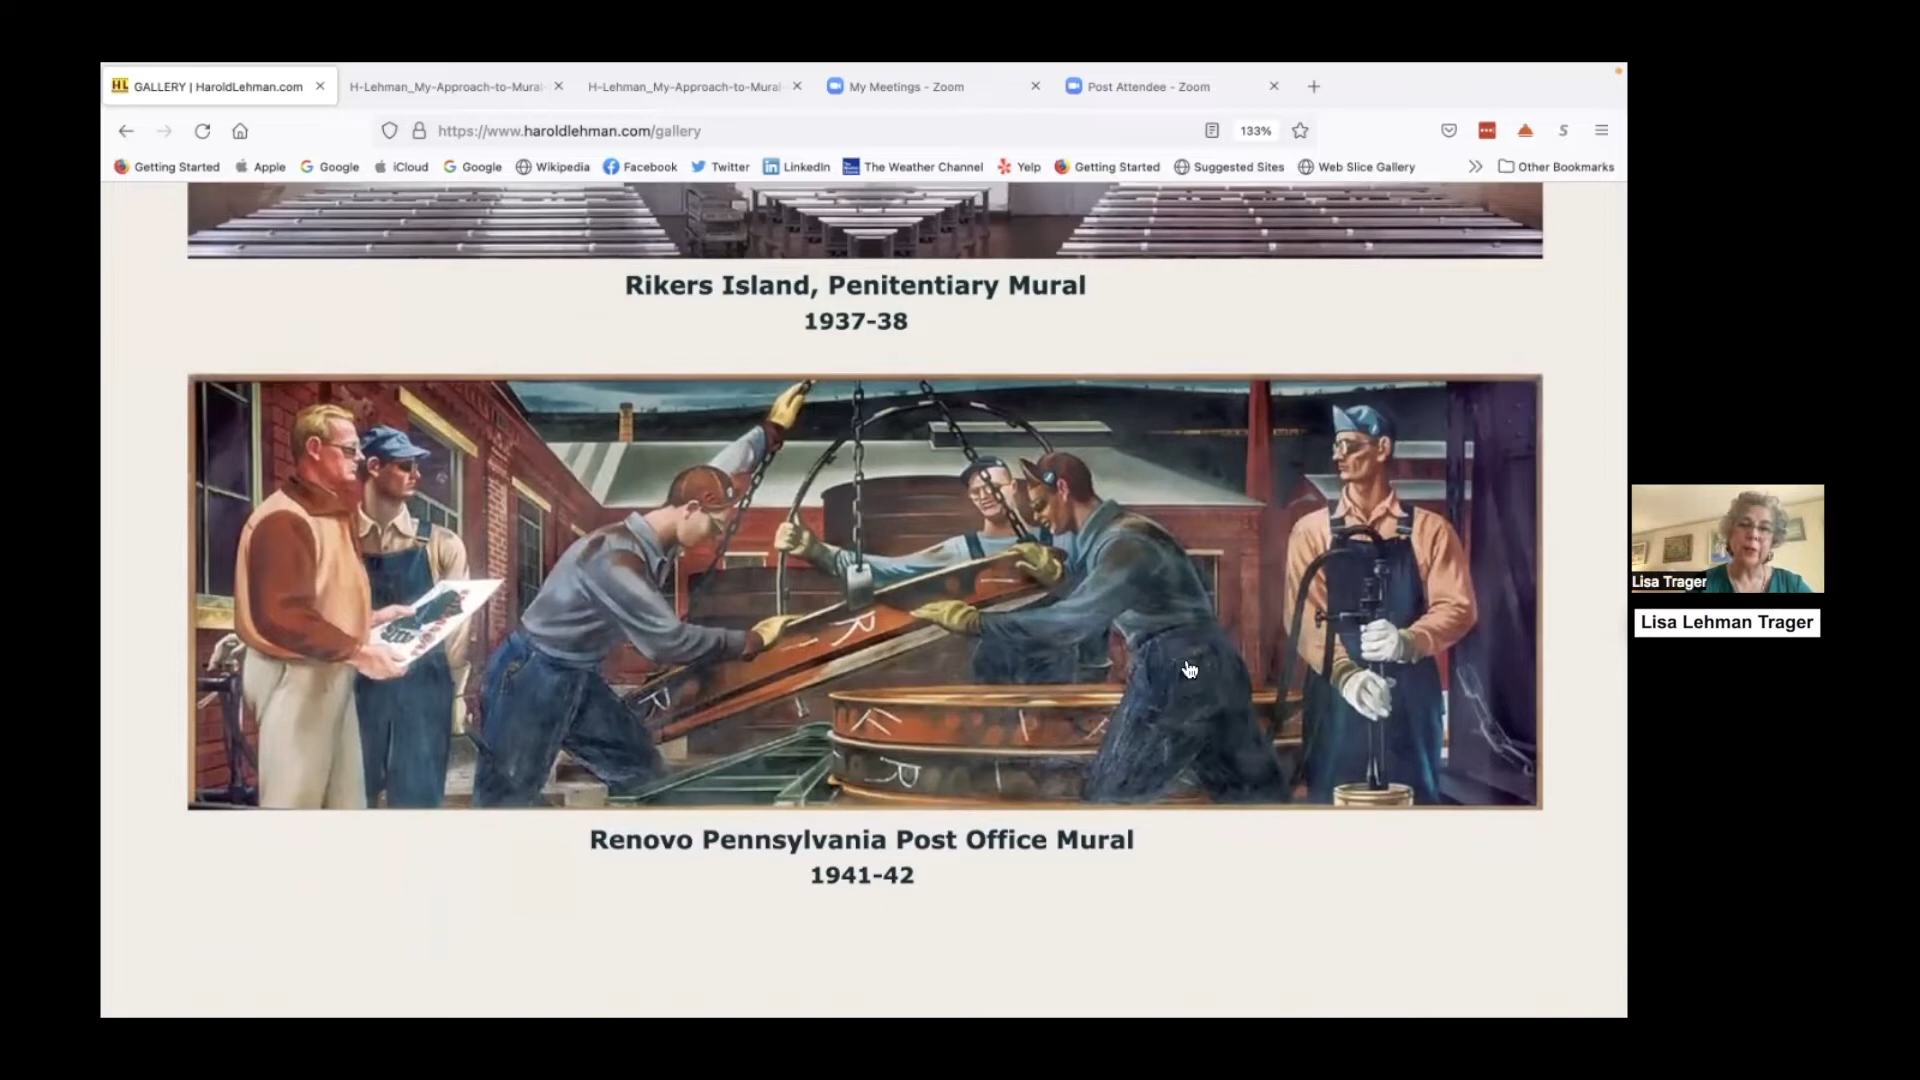 HL GALLERY | HaroldLehman.com
H-Lehman_My-Approach-to-Mural-
H-Lehman_My-Approach-to-Mural
My Meetings - Zoom
Post Attendee - Zoom
https://www.haroldlehman.com/gallery
133%
S
Getting Started
Apple
Google
iCloud
Google
Wikipedia
Facebook
Twitter
LinkedIn
The Weather Channel
Yelp
Getting Started
Suggested Sites
Web Slice Gallery
Other Bookmarks
Rikers Island, Penitentiary Mural
1937-38
R
R
R
R
Renovo Pennsylvania Post Office Mural
1941-42
Lisa Trager
Lisa Lehman Trager